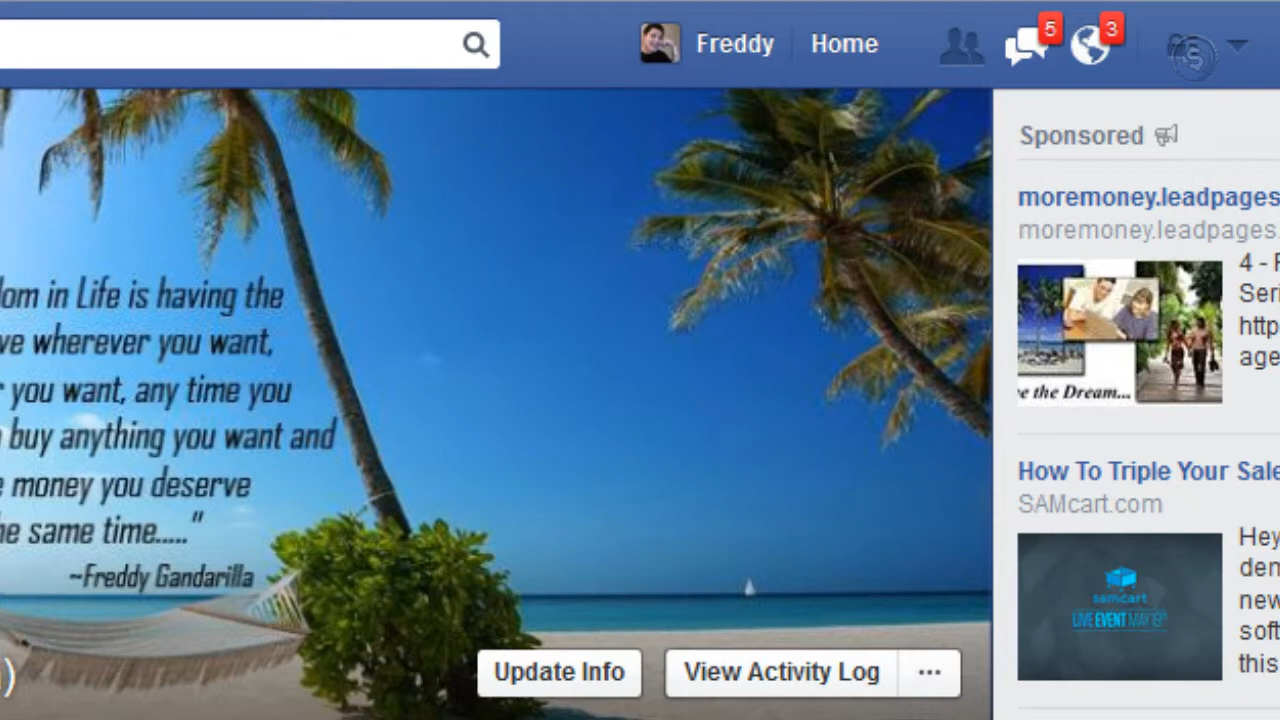 Freddy Home 5 3
Sponsored
moremoney.leadpages
moremoney.leadpages.
4 - F
Seri
http
age
e the Dream...
dom in Life is having the
ve wherever you want,
r you want, any time you
buy anything you want and
e money you deserve
he same time....."
~Freddy Gandarilla
How To Triple Your Sale
SAMcart.com
Hey
den
new
soft
this
samcart
LIVE EVENT
)
Update Info
View Activity Log
...